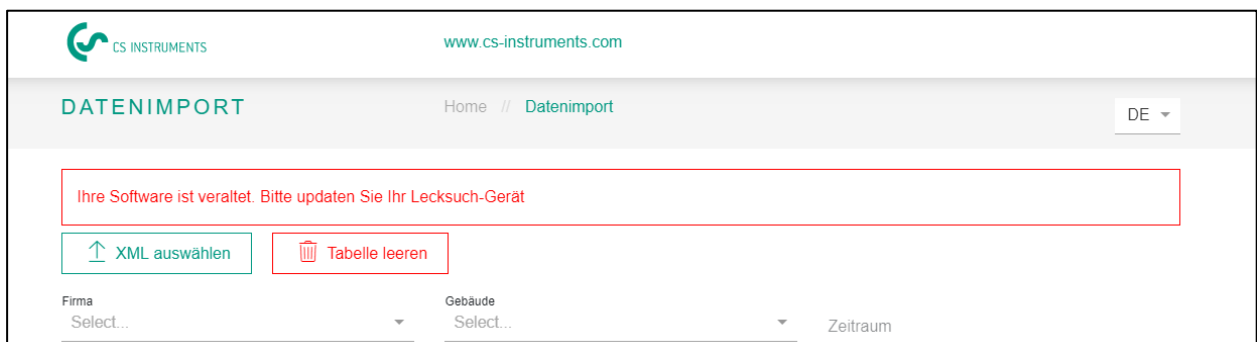 CS INSTRUMENTS
www.cs-instruments.com
DATENIMPORT
Home // Datenimport
DE
Ihre Software ist veraltet. Bitte updaten Sie Ihr Lecksuch-Gerät
XML auswählen
Tabelle leeren
Firma
Gebäude
Select...
Select...
Zeitraum